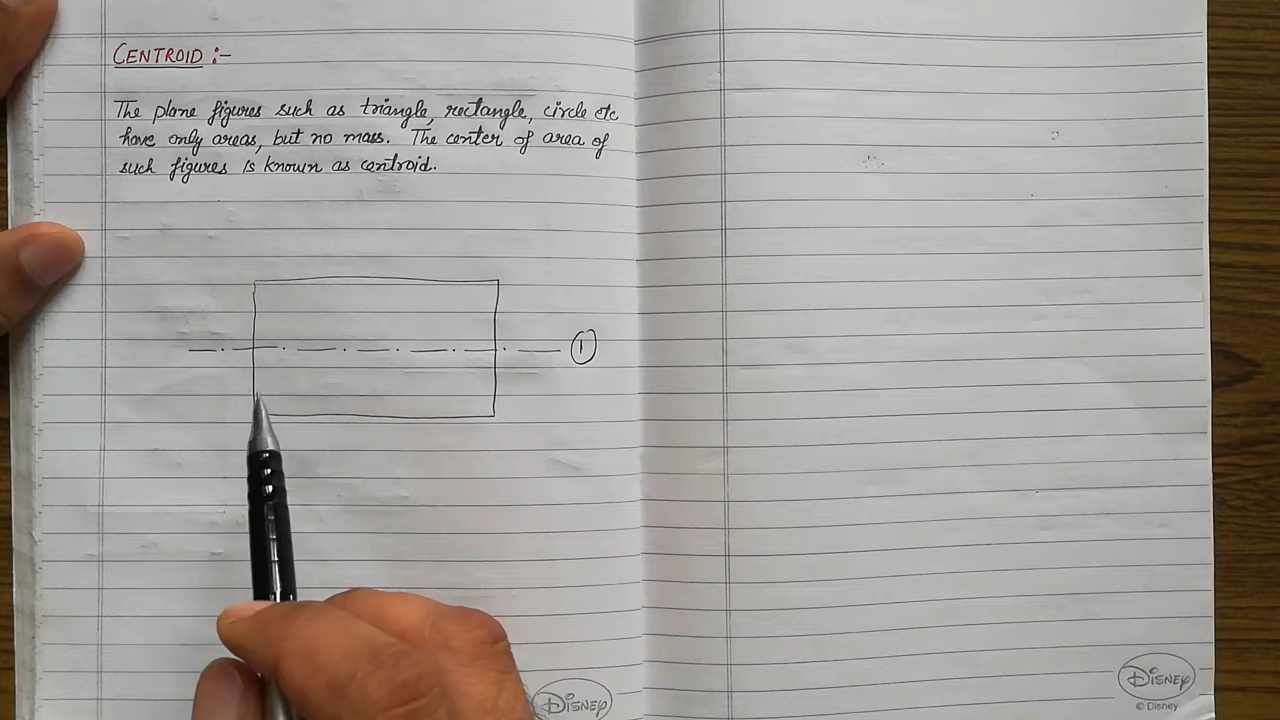 CENTROID :-
The plane figures such as triangle, rectangle, circle etc
have only areas, but no mass. The center of area of
such figures is known as centroid.
1
DISNEY
DISNEY
© Disney